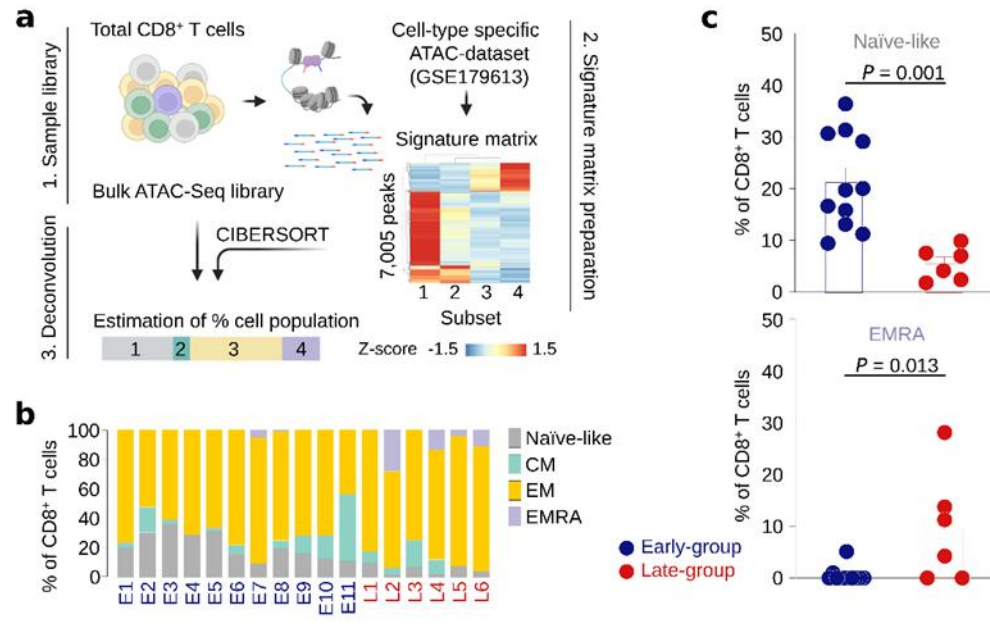 a
Total CD8⁺ T cells
Cell-type specific
ATAC-dataset
(GSE179613)
1. Sample library
2. Signature matrix preparation
Signature matrix
7,005 peaks
Bulk ATAC-Seq library
CIBERSORT
3. Deconvolution
1 2 3 4
Subset
Estimation of % cell population
1 2 3 4
Z-score -1.5 1.5
b
% of CD8⁺ T cells
100
80
60
40
20
0
E1 E2 E3 E4 E5 E6 E7 E8 E9 E10 E11 L1 L2 L3 L4 L5 L6
Naïve-like
CM
EM
EMRA
c
% of CD8⁺ T cells
50
40
30
20
10
0
Naïve-like
P = 0.001
% of CD8⁺ T cells
50
40
30
20
10
0
EMRA
P = 0.013
Early-group
Late-group